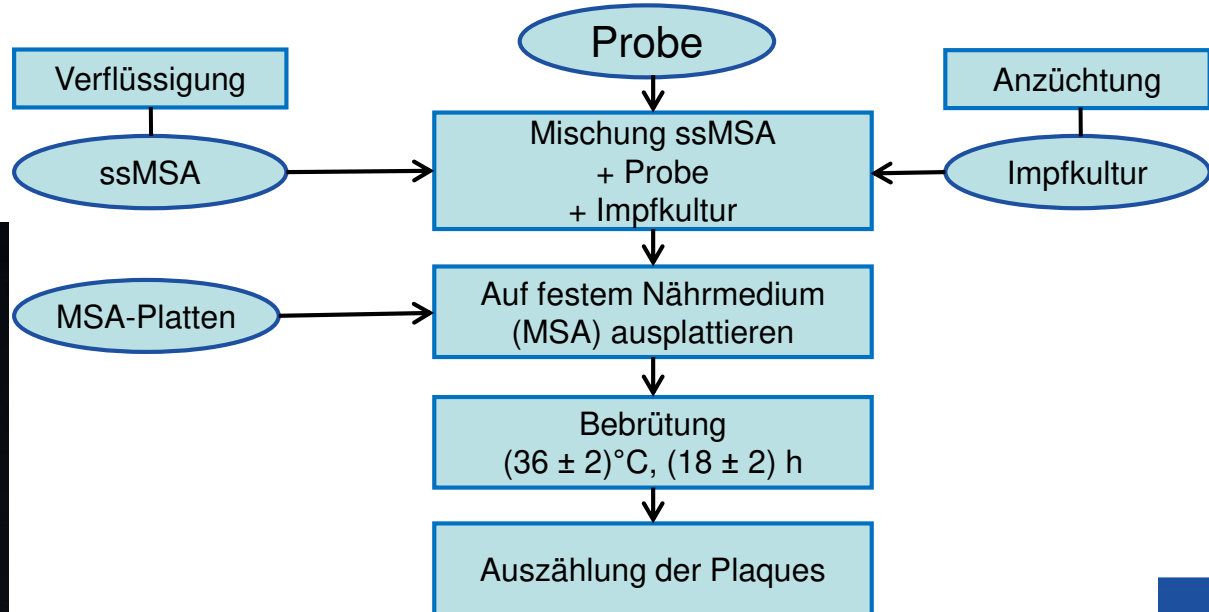 Probe
Verflüssigung
Anzüchtung
ssMSA
Mischung ssMSA
+ Probe
+ Impfkultur
Impfkultur
MSA-Platten
Auf festem Nährmedium
(MSA) ausplattieren
Bebrütung
(36 ± 2)°C, (18 ± 2) h
Auszählung der Plaques